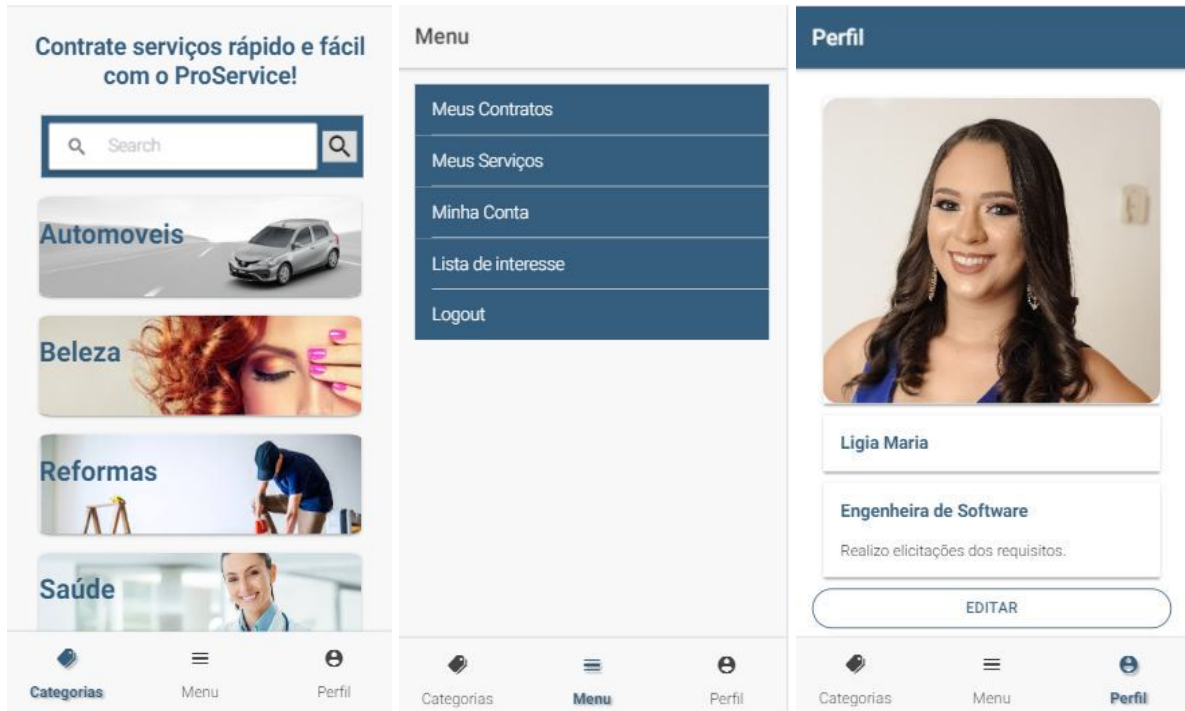 Contrate serviços rápido e fácil
com o ProService!
Search
Automoveis
Beleza
Reformas
Saúde
Categorias
Menu
Perfil
Menu
Meus Contratos
Meus Serviços
Minha Conta
Lista de interesse
Logout
Categorias
Menu
Perfil
Perfil
Ligia Maria
Engenheira de Software
Realizo elicitações dos requisitos.
EDITAR
Categorias
Menu
Perfil